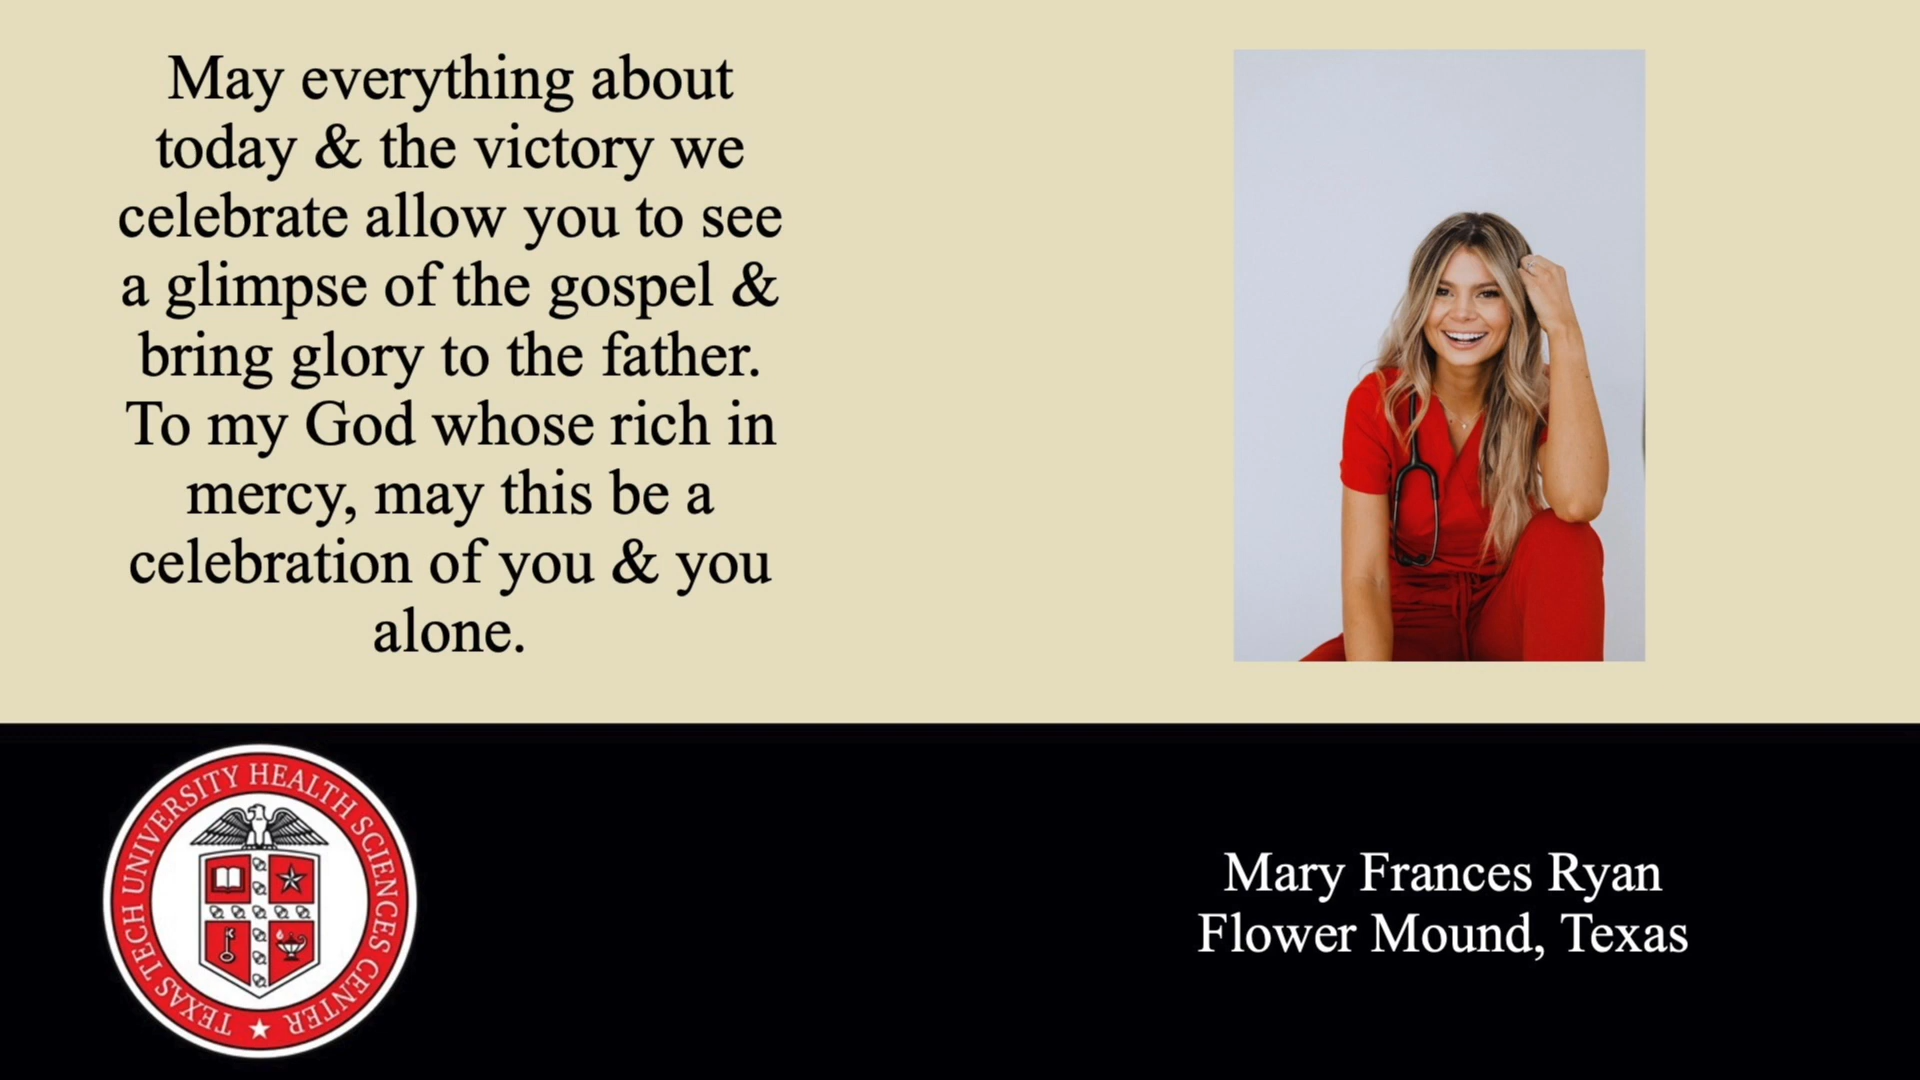 May everything about
today & the victory we
celebrate allow you to see
a glimpse of the gospel &
bring glory to the father.
To my God whose rich in
mercy, may this be a
celebration of you & you
alone.
TEXAS TECH UNIVERSITY HEALTH SCIENCES CENTER
Mary Frances Ryan
Flower Mound, Texas